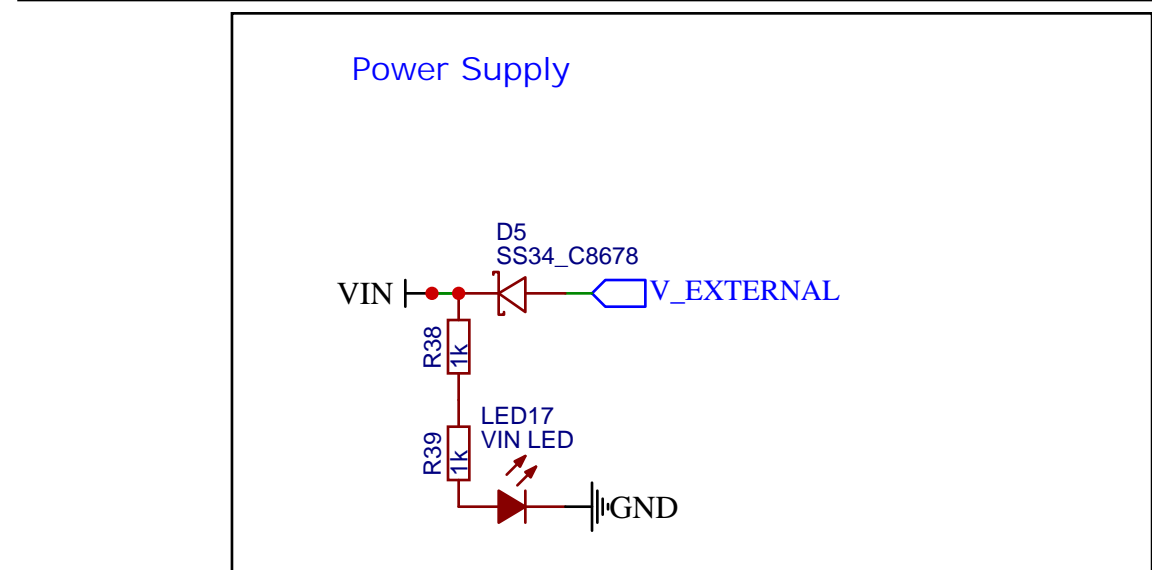 Power Supply
D5
SS34_C8678
VIN
V_EXTERNAL
R38
1k
LED17
VIN LED
R39
1k
GND